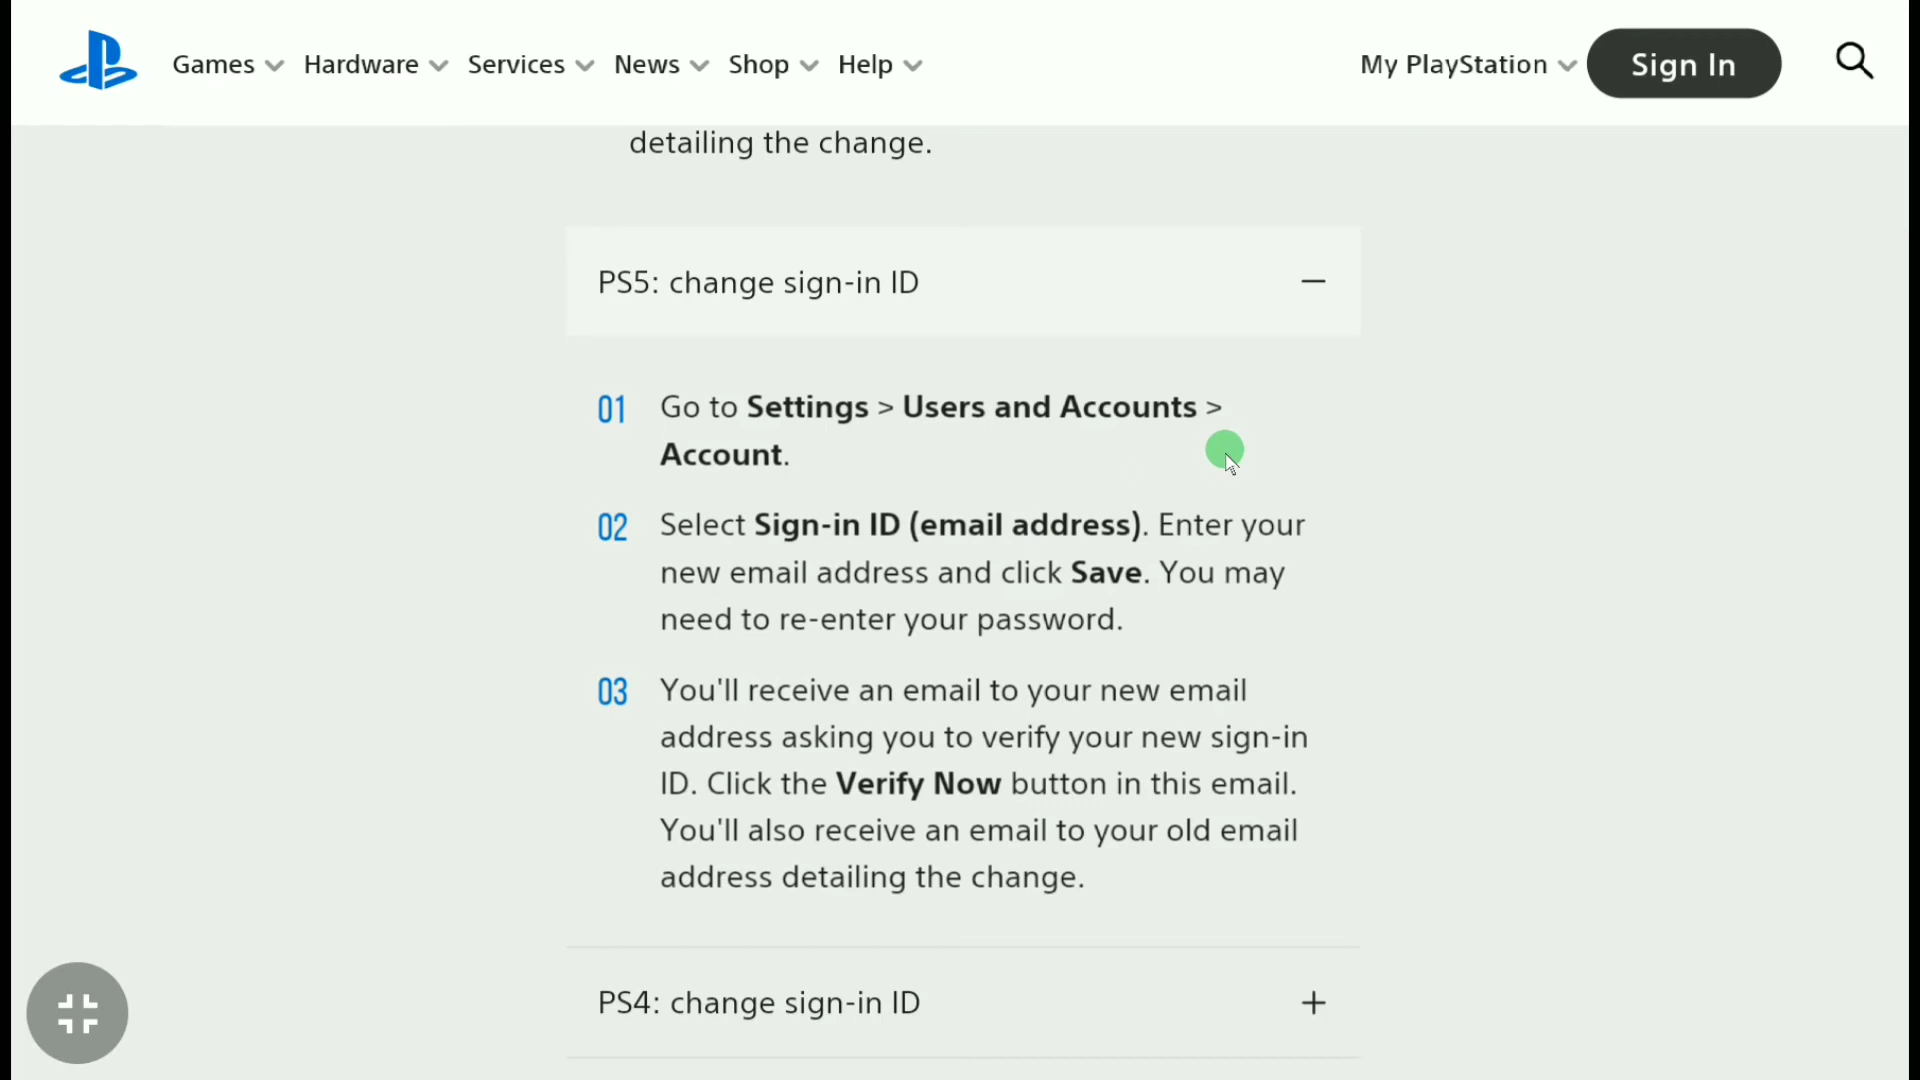 Games Hardware Services News Shop Help My PlayStation Sign In
detailing the change.
PS5: change sign-in ID
01 Go to Settings > Users and Accounts >
Account.
02 Select Sign-in ID (email address). Enter your
new email address and click Save. You may
need to re-enter your password.
03 You'll receive an email to your new email
address asking you to verify your new sign-in
ID. Click the Verify Now button in this email.
You'll also receive an email to your old email
address detailing the change.
PS4: change sign-in ID